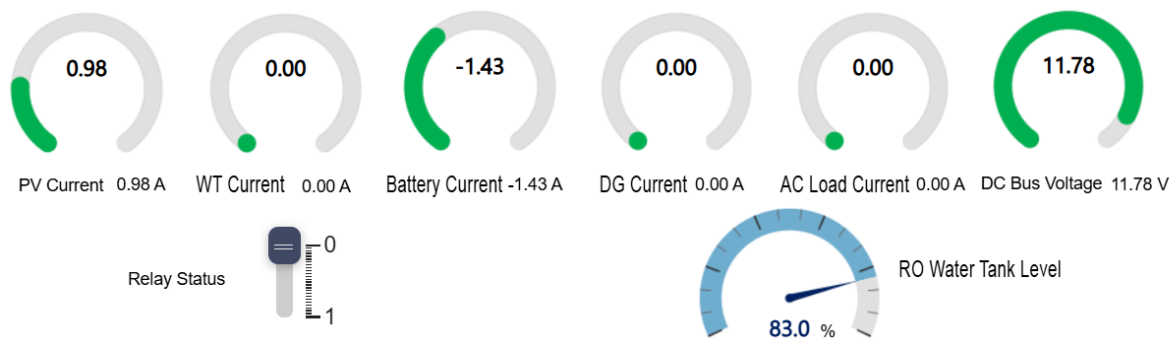 0.98 0.00 -1.43 0.00 0.00 11.78
PV Current 0.98 A WT Current 0.00 A Battery Current -1.43 A DG Current 0.00 A AC Load Current 0.00 A DC Bus Voltage 11.78 V
Relay Status
0
1
RO Water Tank Level
83.0 %